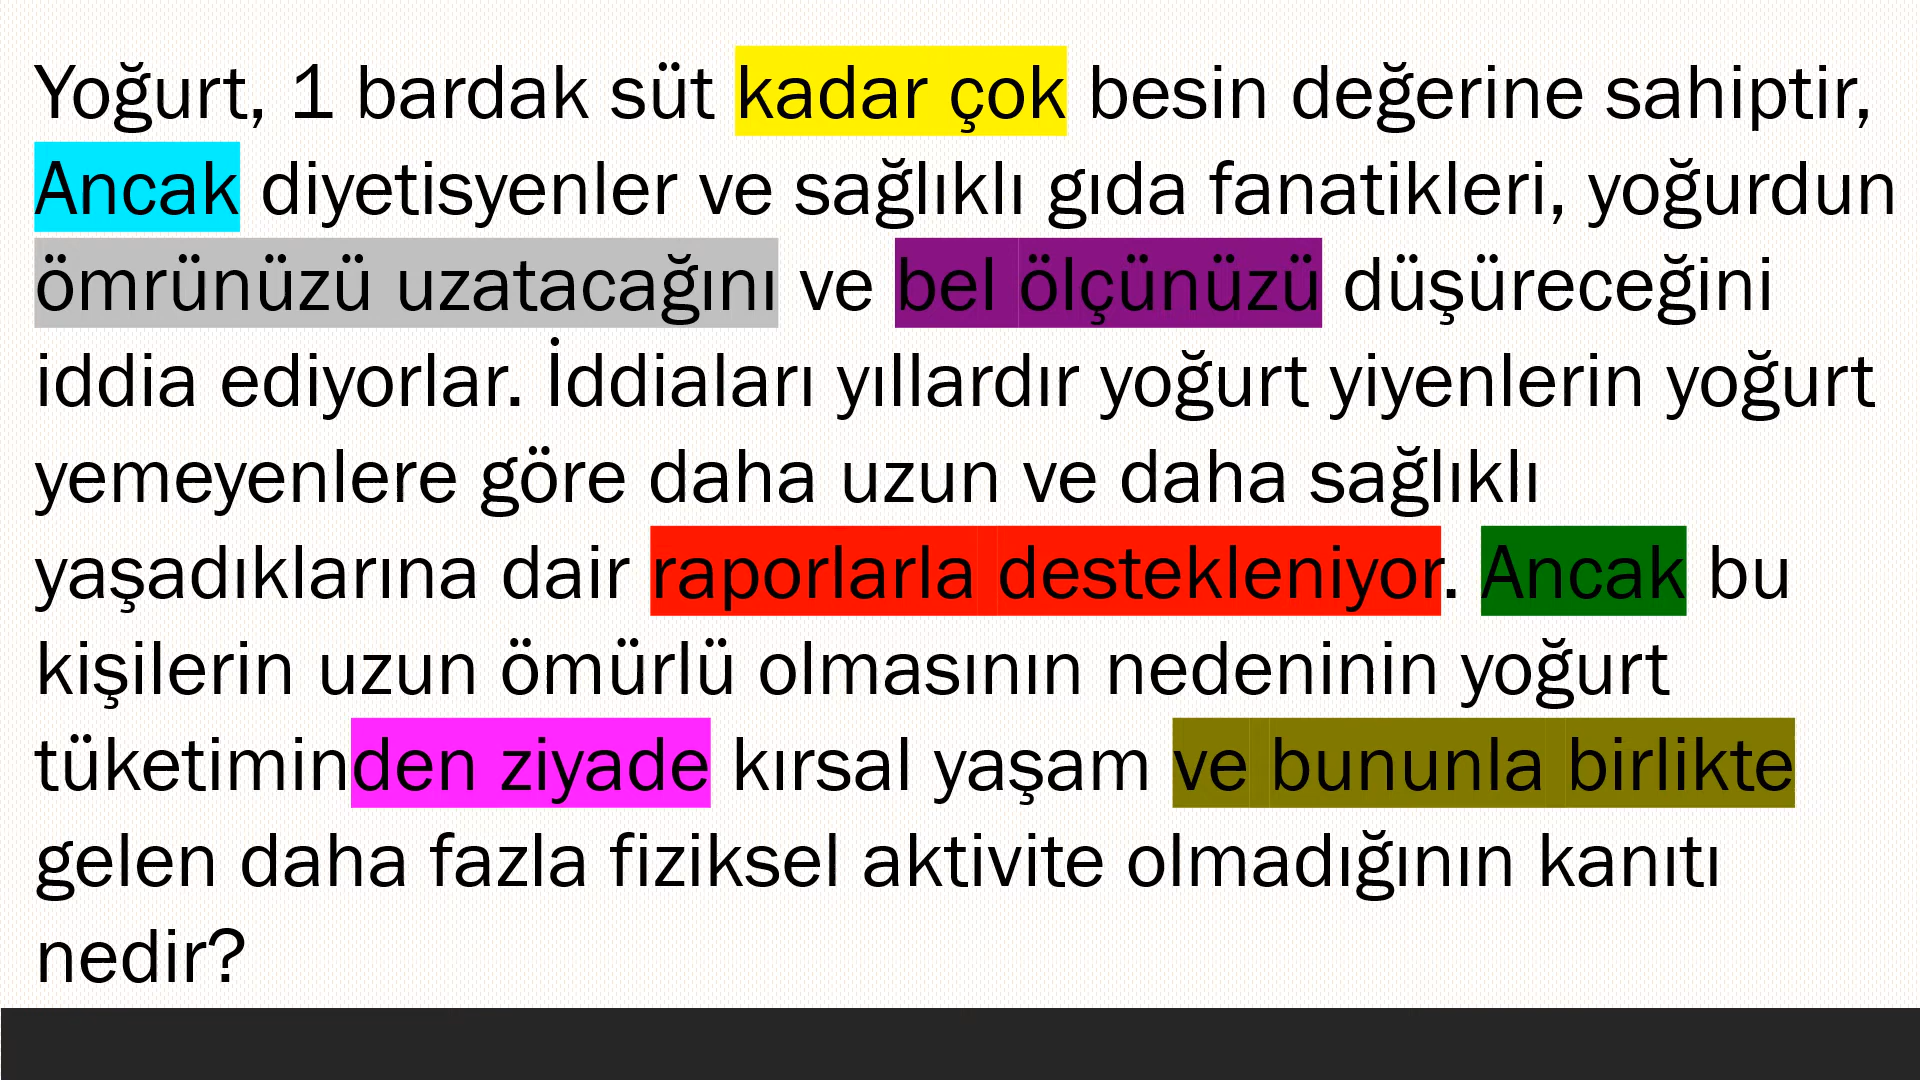 Yoğurt, 1 bardak süt kadar çok besin değerine sahiptir,
Ancak diyetisyenler ve sağlıklı gıda fanatikleri, yoğurdun
ömrünüzü uzatacağını ve bel ölçünüzü düşüreceğini
iddia ediyorlar. İddiaları yıllardır yoğurt yiyenlerin yoğurt
yemeyenlere göre daha uzun ve daha sağlıklı
yaşadıklarına dair raporlarla destekleniyor. Ancak bu
kişilerin uzun ömürlü olmasının nedeninin yoğurt
tüketiminden ziyade kırsal yaşam ve bununla birlikte
gelen daha fazla fiziksel aktivite olmadığının kanıtı
nedir?